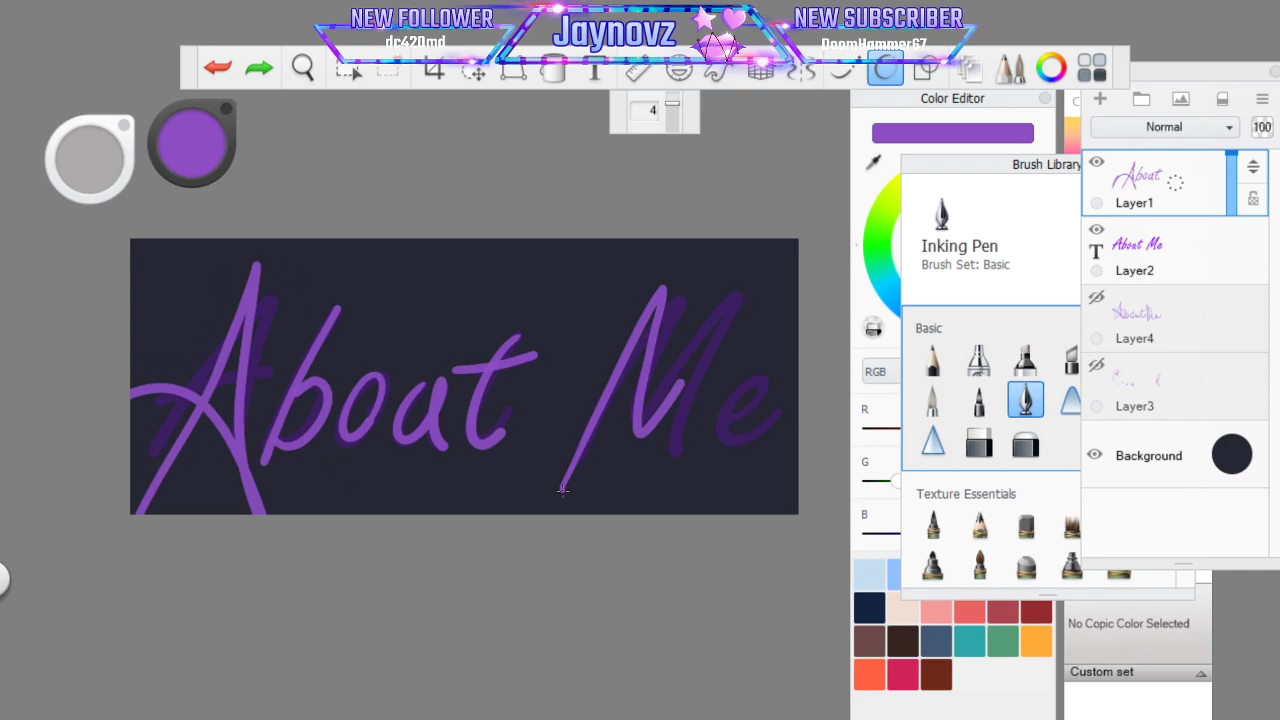 NEW FOLLOWER
dc420md
Jaynovz
NEW SUBSCRIBER
DoomHammer67
4
Color Editor
Normal
100
Brush Library
Layer1
Inking Pen
Brush Set: Basic
About Me
Layer2
Basic
Layer4
RGB
Layer3
R
G
Background
Texture Essentials
B
About Me
No Copic Color Selected
Custom set